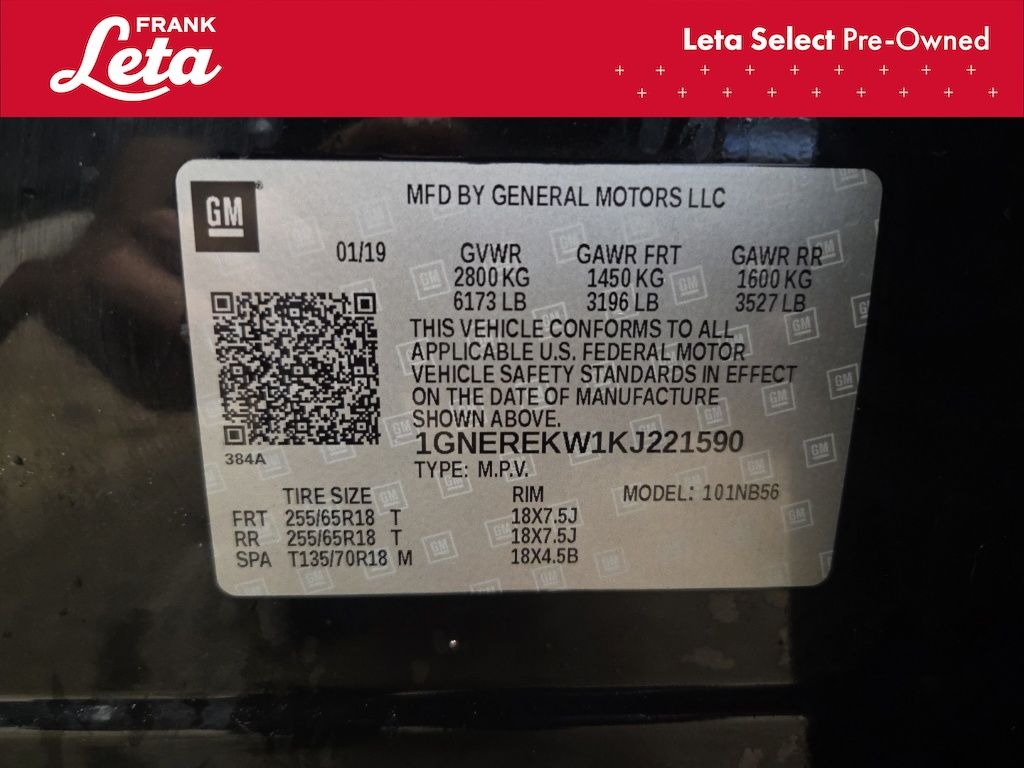 FRANK
Leta
Leta Select Pre-Owned
GM
MFD BY GENERAL MOTORS LLC
01/19 GVWR GAWR FRT GAWR RR
2800 KG 1450 KG 1600 KG
6173 LB 3196 LB 3527 LB
THIS VEHICLE CONFORMS TO ALL
APPLICABLE U.S. FEDERAL MOTOR
VEHICLE SAFETY STANDARDS IN EFFECT
ON THE DATE OF MANUFACTURE
SHOWN ABOVE.
1GNEREKW1KJ221590
384A
TYPE: M.P.V.
TIRE SIZE RIM MODEL: 101NB56
FRT 255/65R18 T 18X7.5J
RR 255/65R18 T 18X7.5J
SPA T135/70R18 M 18X4.5B